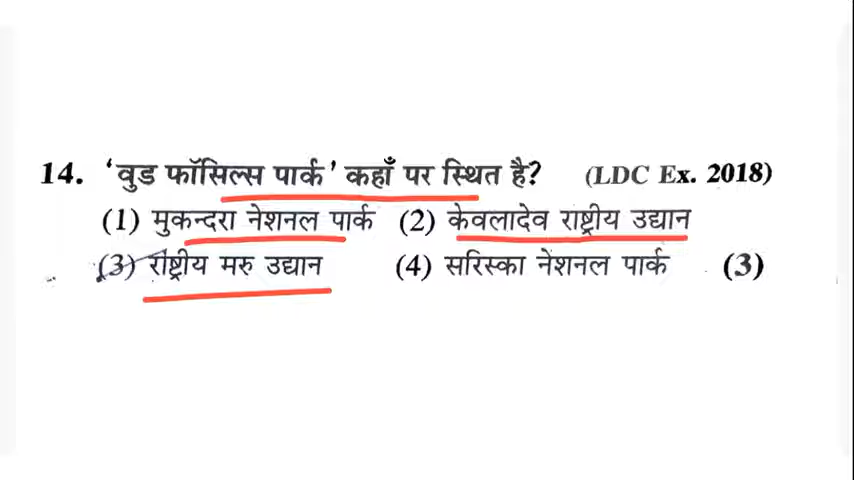 14. ‘वुड फॉसिल्स पार्क’ कहाँ पर स्थित है? (LDC Ex. 2018)
(1) मुकन्दरा नेशनल पार्क (2) केवलादेव राष्ट्रीय उद्यान
(3) राष्ट्रीय मरु उद्यान (4) सरिस्का नेशनल पार्क (3)